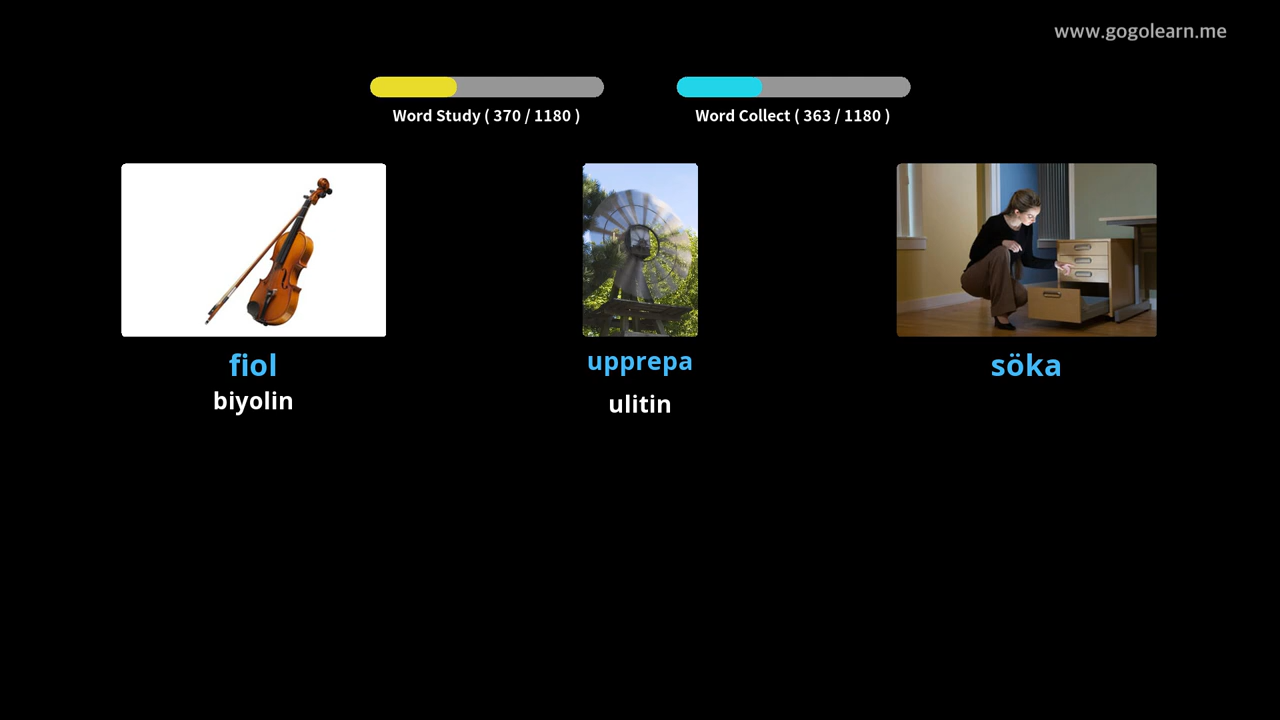 www.gogolearn.me
Word Study ( 370 / 1180 )
Word Collect ( 363 / 1180 )
fiol
biyolin
upprepa
ulitin
söka